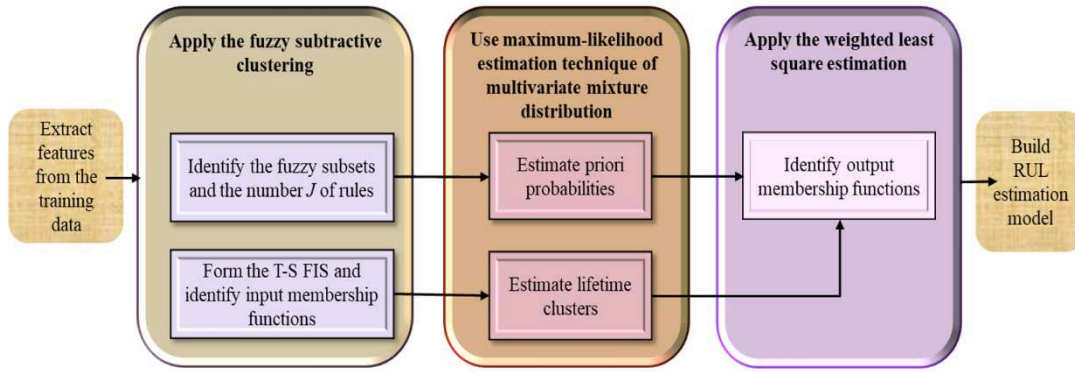 Extract
features
from the
training
data
Apply the fuzzy subtractive
clustering
Identify the fuzzy subsets
and the number J of rules
Form the T-S FIS and
identify input membership
functions
Use maximum-likelihood
estimation technique of
multivariate mixture
distribution
Estimate priori
probabilities
Estimate lifetime
clusters
Apply the weighted least
square estimation
Identify output
membership functions
Build
RUL
estimation
model